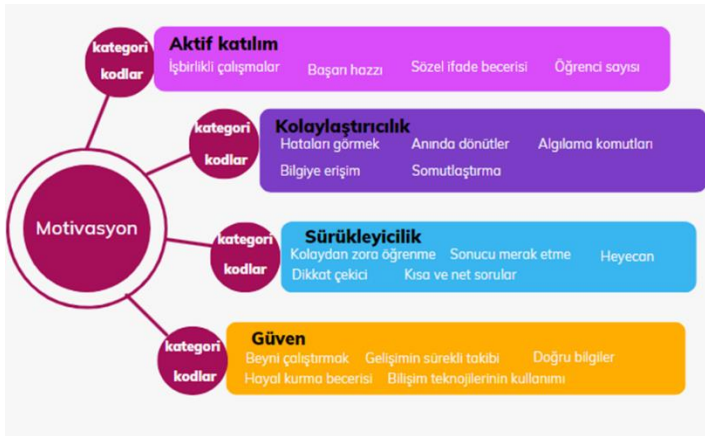 kategori
kodlar
Aktif katılım
İşbirlikli çalışmalar Başarı hazzı Sözel ifade becerisi Öğrenci sayısı
kategori
kodlar
Kolaylaştırıcılık
Hataları görmek Anında dönütler Algılama komutları
Bilgiye erişim Somutlaştırma
Motivasyon
kategori
kodlar
Sürükleyicilik
Kolaydan zora öğrenme Sonucu merak etme Heyecan
Dikkat çekici Kısa ve net sorular
kategori
kodlar
Güven
Beyni çalıştırmak Gelişimin sürekli takibi Doğru bilgiler
Hayal kurma becerisi Bilişim teknolojilerinin kullanımı